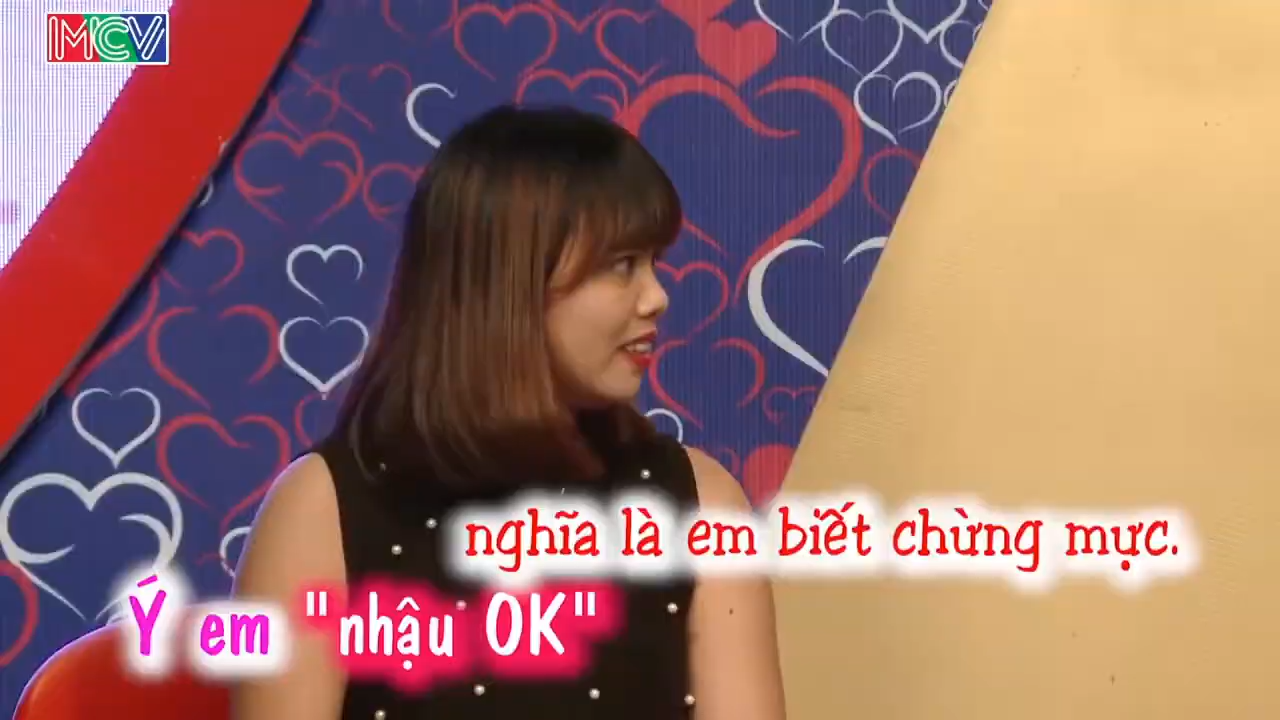 MCV
nghĩa là em biết chừng mực.
Ý em "nhậu OK"